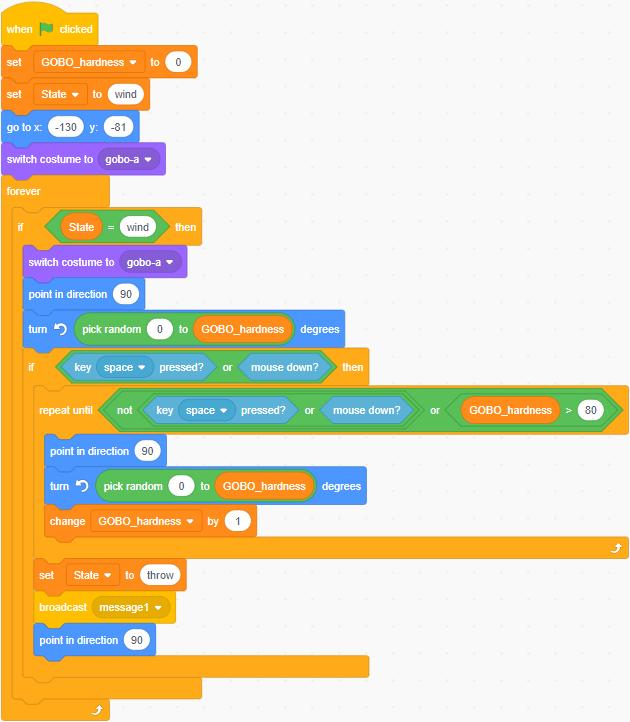 when clicked
set GOBO_hardness to 0
set State to wind
go to x: -130 y: -81
switch costume to gobo-a
forever
if State = wind then
switch costume to gobo-a
point in direction 90
turn pick random 0 to GOBO_hardness degrees
if key space pressed? or mouse down? then
repeat until not key space pressed? or mouse down? or GOBO_hardness > 80
point in direction 90
turn pick random 0 to GOBO_hardness degrees
change GOBO_hardness by 1
set State to throw
broadcast message1
point in direction 90